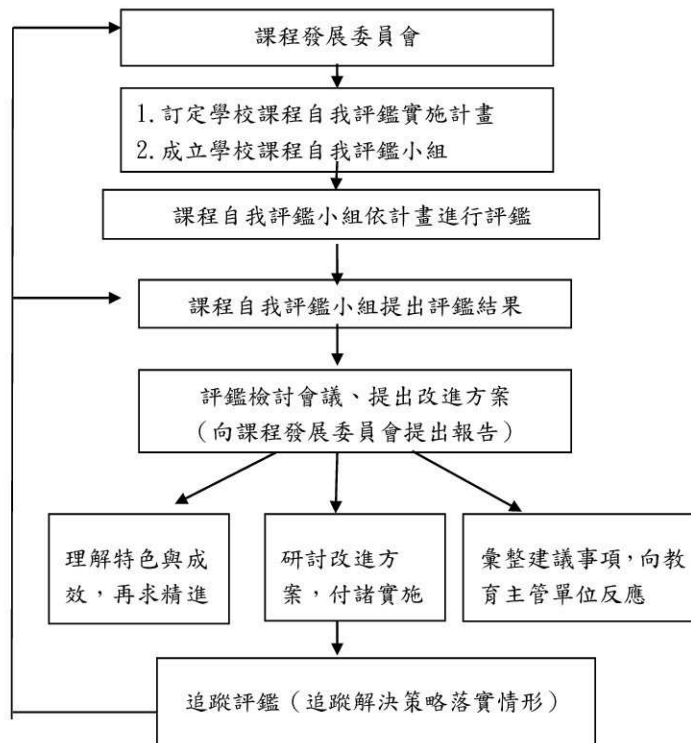 課程發展委員會
1.訂定學校課程自我評鑑實施計畫
2.成立學校課程自我評鑑小組
課程自我評鑑小組依計畫進行評鑑
課程自我評鑑小組提出評鑑結果
評鑑檢討會議、提出改進方案
（向課程發展委員會提出報告）
理解特色與成
效，再求精進
研討改進方
案，付諸實施
彙整建議事項，向教
育主管單位反應
追蹤評鑑（追蹤解決策略落實情形）